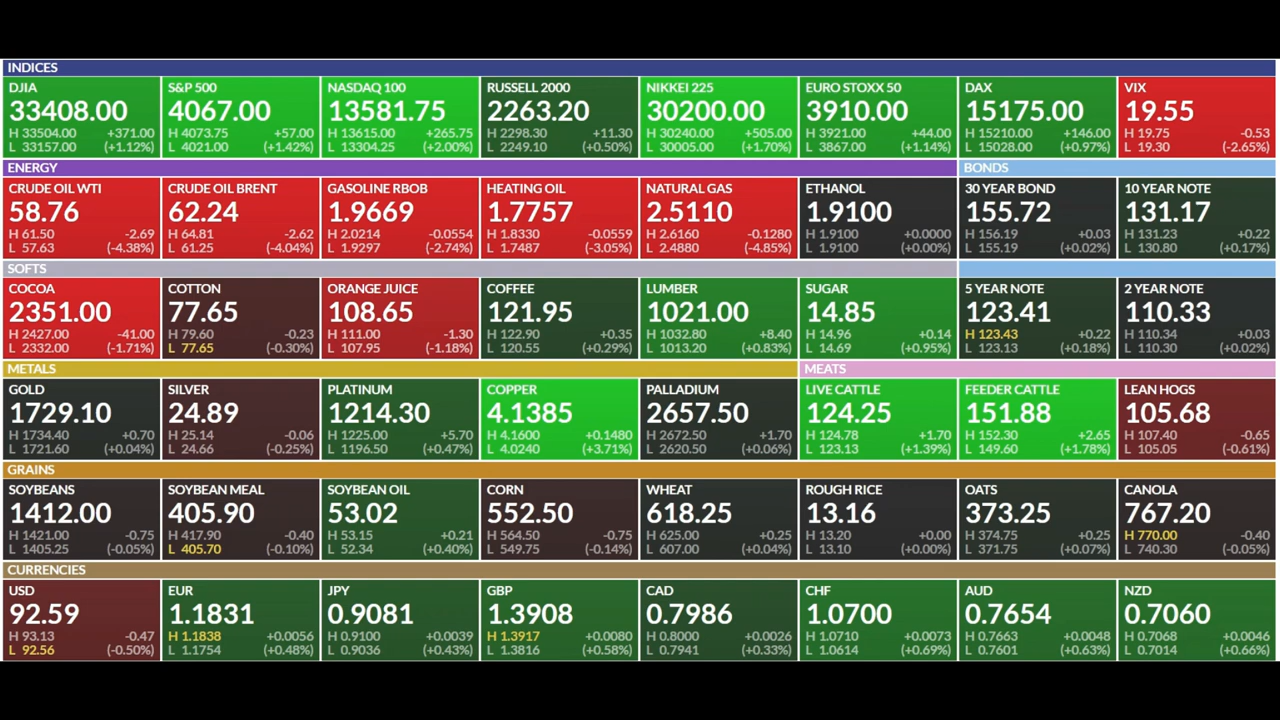 INDICES
DJIA S&P 500 NASDAQ 100 RUSSELL 2000 NIKKEI 225 EURO STOXX 50 DAX VIX
33408.00 4067.00 13581.75 2263.20 30200.00 3910.00 15175.00 19.55
H 33504.00 +371.00 H 4073.75 +57.00 H 13615.00 +265.75 H 2298.30 +11.30 H 30240.00 +505.00 H 3921.00 +44.00 H 15210.00 +146.00 H 19.75 -0.53
L 33157.00 (+1.12%) L 4021.00 (+1.42%) L 13304.25 (+2.00%) L 2249.10 (+0.50%) L 30005.00 (+1.70%) L 3867.00 (+1.14%) L 15028.00 (+0.97%) L 19.30 (-2.65%)
ENERGY BONDS
CRUDE OIL WTI CRUDE OIL BRENT GASOLINE RBOB HEATING OIL NATURAL GAS ETHANOL 30 YEAR BOND 10 YEAR NOTE
58.76 62.24 1.9669 1.7757 2.5110 1.9100 155.72 131.17
H 61.50 -2.69 H 64.81 -2.62 H 2.0214 -0.0554 H 1.8330 -0.0559 H 2.6160 -0.1280 H 1.9100 +0.0000 H 156.19 +0.03 H 131.23 +0.22
L 57.63 (-4.38%) L 61.25 (-4.04%) L 1.9297 (-2.74%) L 1.7487 (-3.05%) L 2.4880 (-4.85%) L 1.9100 (+0.00%) L 155.19 (+0.02%) L 130.80 (+0.17%)
SOFTS
COCOA COTTON ORANGE JUICE COFFEE LUMBER SUGAR 5 YEAR NOTE 2 YEAR NOTE
2351.00 77.65 108.65 121.95 1021.00 14.85 123.41 110.33
H 2427.00 -41.00 H 79.60 -0.23 H 111.00 -1.30 H 122.90 +0.35 H 1032.80 +8.40 H 14.96 +0.14 H 123.43 +0.22 H 110.34 +0.03
L 2332.00 (-1.71%) L 77.65 (-0.30%) L 107.95 (-1.18%) L 120.55 (+0.29%) L 1013.20 (+0.83%) L 14.69 (+0.95%) L 123.13 (+0.18%) L 110.30 (+0.02%)
METALS MEATS
GOLD SILVER PLATINUM COPPER PALLADIUM LIVE CATTLE FEEDER CATTLE LEAN HOGS
1729.10 24.89 1214.30 4.1385 2657.50 124.25 151.88 105.68
H 1734.40 +0.70 H 25.14 -0.06 H 1225.00 +5.70 H 4.1600 +0.1480 H 2672.50 +1.70 H 124.78 +1.70 H 152.30 +2.65 H 107.40 -0.65
L 1721.60 (+0.04%) L 24.66 (-0.25%) L 1196.50 (+0.47%) L 4.0240 (+3.71%) L 2620.50 (+0.06%) L 123.13 (+1.39%) L 149.60 (+1.78%) L 105.05 (-0.61%)
GRAINS
SOYBEANS SOYBEAN MEAL SOYBEAN OIL CORN WHEAT ROUGH RICE OATS CANOLA
1412.00 405.90 53.02 552.50 618.25 13.16 373.25 767.20
H 1421.00 -0.75 H 417.90 -0.40 H 53.15 +0.21 H 564.50 -0.75 H 625.00 +0.25 H 13.20 +0.00 H 374.75 +0.25 H 770.00 -0.40
L 1405.25 (-0.05%) L 405.70 (-0.10%) L 52.34 (+0.40%) L 549.75 (-0.14%) L 607.00 (+0.04%) L 13.10 (+0.00%) L 371.75 (+0.07%) L 740.30 (-0.05%)
CURRENCIES
USD EUR JPY GBP CAD CHF AUD NZD
92.59 1.1831 0.9081 1.3908 0.7986 1.0700 0.7654 0.7060
H 93.13 -0.47 H 1.1838 +0.0056 H 0.9100 +0.0039 H 1.3917 +0.0080 H 0.8000 +0.0026 H 1.0710 +0.0073 H 0.7663 +0.0048 H 0.7068 +0.0046
L 92.56 (-0.50%) L 1.1754 (+0.48%) L 0.9036 (+0.43%) L 1.3816 (+0.58%) L 0.7941 (+0.33%) L 1.0614 (+0.69%) L 0.7601 (+0.63%) L 0.7014 (+0.66%)